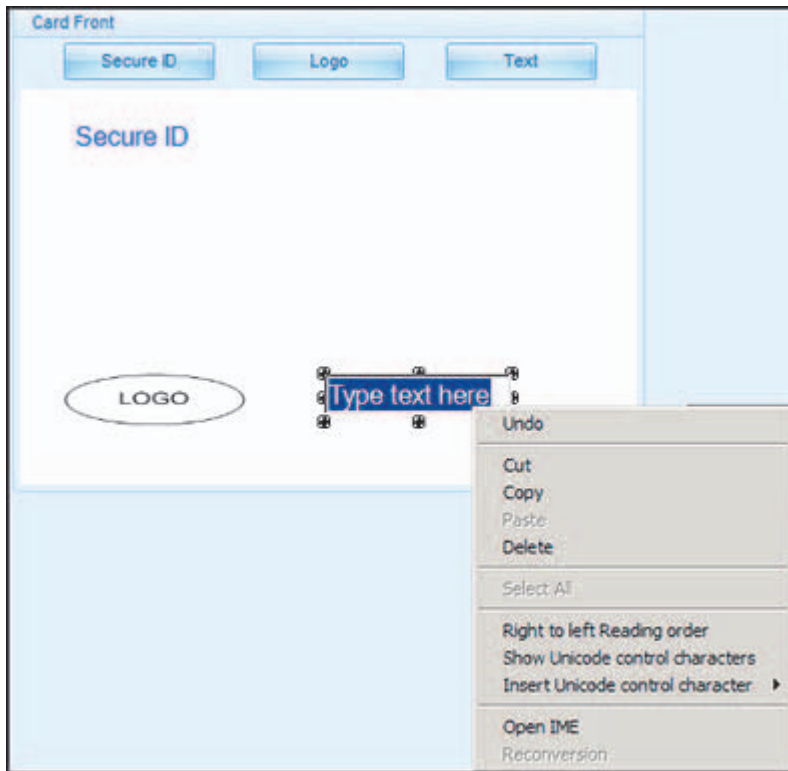 Card Front
Secure ID Logo Text
Secure ID
LOGO
Type text here
Undo
Cut
Copy
Paste
Delete
Select All
Right to left Reading order
Show Unicode control characters
Insert Unicode control character
Open IME
Reconversion